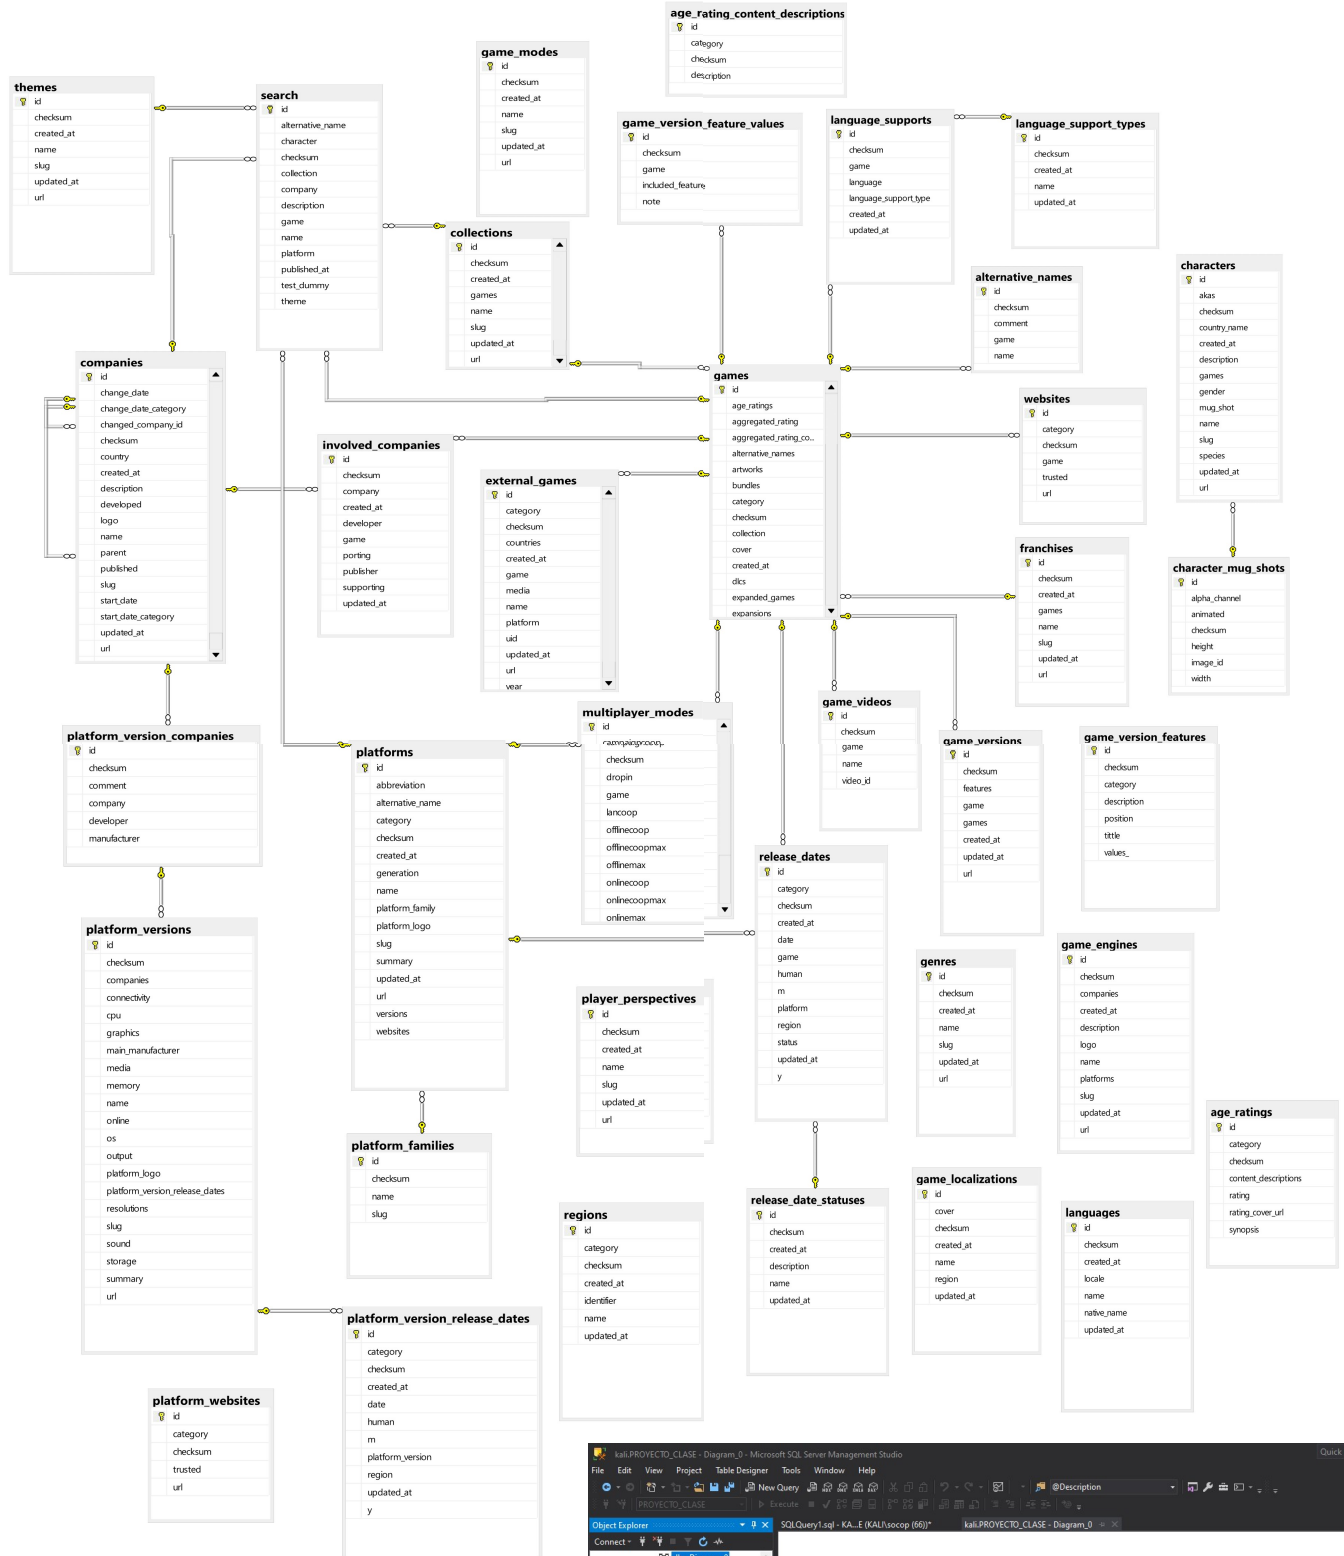 age_rating_content_descriptions
id
category
checksum
description
game_modes
id
checksum
created_at
name
slug
updated_at
url
themes
id
checksum
created_at
name
slug
updated_at
url
search
id
alternative_name
character
checksum
collection
company
description
game
name
platform
published_at
test_dummy
theme
game_version_feature_values
id
checksum
game
included_feature
note
language_supports
id
checksum
game
language
language_support_type
created_at
updated_at
language_support_types
id
checksum
created_at
name
updated_at
collections
id
checksum
created_at
games
name
slug
updated_at
url
alternative_names
id
checksum
comment
game
name
characters
id
akas
checksum
country_name
created_at
description
games
gender
mug_shot
name
slug
species
updated_at
url
companies
id
change_date
change_date_category
changed_company_id
checksum
country
created_at
description
developed
logo
name
parent
published
slug
start_date
start_date_category
updated_at
url
games
id
age_ratings
aggregated_rating
aggregated_rating_co...
alternative_names
artworks
bundles
category
checksum
collection
cover
created_at
dlcs
expanded_games
expansions
websites
id
category
checksum
game
trusted
url
involved_companies
id
checksum
company
created_at
developer
game
porting
publisher
supporting
updated_at
external_games
id
category
checksum
countries
created_at
game
media
name
platform
uid
updated_at
url
year
franchises
id
checksum
created_at
games
name
slug
updated_at
url
character_mug_shots
id
alpha_channel
animated
checksum
height
image_id
width
platform_version_companies
id
checksum
comment
company
developer
manufacturer
platforms
id
abbreviation
alternative_name
category
checksum
created_at
generation
name
platform_family
platform_logo
slug
summary
updated_at
url
versions
websites
multiplayer_modes
id
checksum
dropin
game
lancoop
offlinecoop
offlinecoopmax
offlinemax
onlinecoop
onlinecoopmax
onlinemax
game_videos
id
checksum
game
name
video_id
game_versions
id
checksum
features
game
games
created_at
updated_at
url
game_version_features
id
checksum
category
description
position
tittle
values_
release_dates
id
category
checksum
created_at
date
game
human
m
platform
region
status
updated_at
y
platform_versions
id
checksum
companies
connectivity
cpu
graphics
main_manufacturer
media
memory
name
online
os
output
platform_logo
platform_version_release_dates
resolutions
slug
sound
storage
summary
url
player_perspectives
id
checksum
created_at
name
slug
updated_at
url
genres
id
checksum
created_at
name
slug
updated_at
url
game_engines
id
checksum
companies
created_at
description
logo
name
platforms
slug
updated_at
url
age_ratings
id
category
checksum
content_descriptions
rating
rating_cover_url
synopsis
platform_families
id
checksum
name
slug
regions
id
category
checksum
created_at
identifier
name
updated_at
release_date_statuses
id
checksum
created_at
description
name
updated_at
game_localizations
id
cover
checksum
created_at
name
region
updated_at
languages
id
checksum
created_at
locale
name
native_name
updated_at
platform_version_release_dates
id
category
checksum
created_at
date
human
m
platform_version
region
updated_at
y
platform_websites
id
category
checksum
trusted
url
kali.PROYECTO_CLASE - Diagram_0 - Microsoft SQL Server Management Studio
Quick
File Edit View Project Table Designer Tools Window Help
New Query @Description
PROYECTO_CLASE Execute
Object Explorer
SQLQuery1.sql - KA...E (KALI\socop (66))*
kali.PROYECTO_CLASE - Diagram_0
Connect